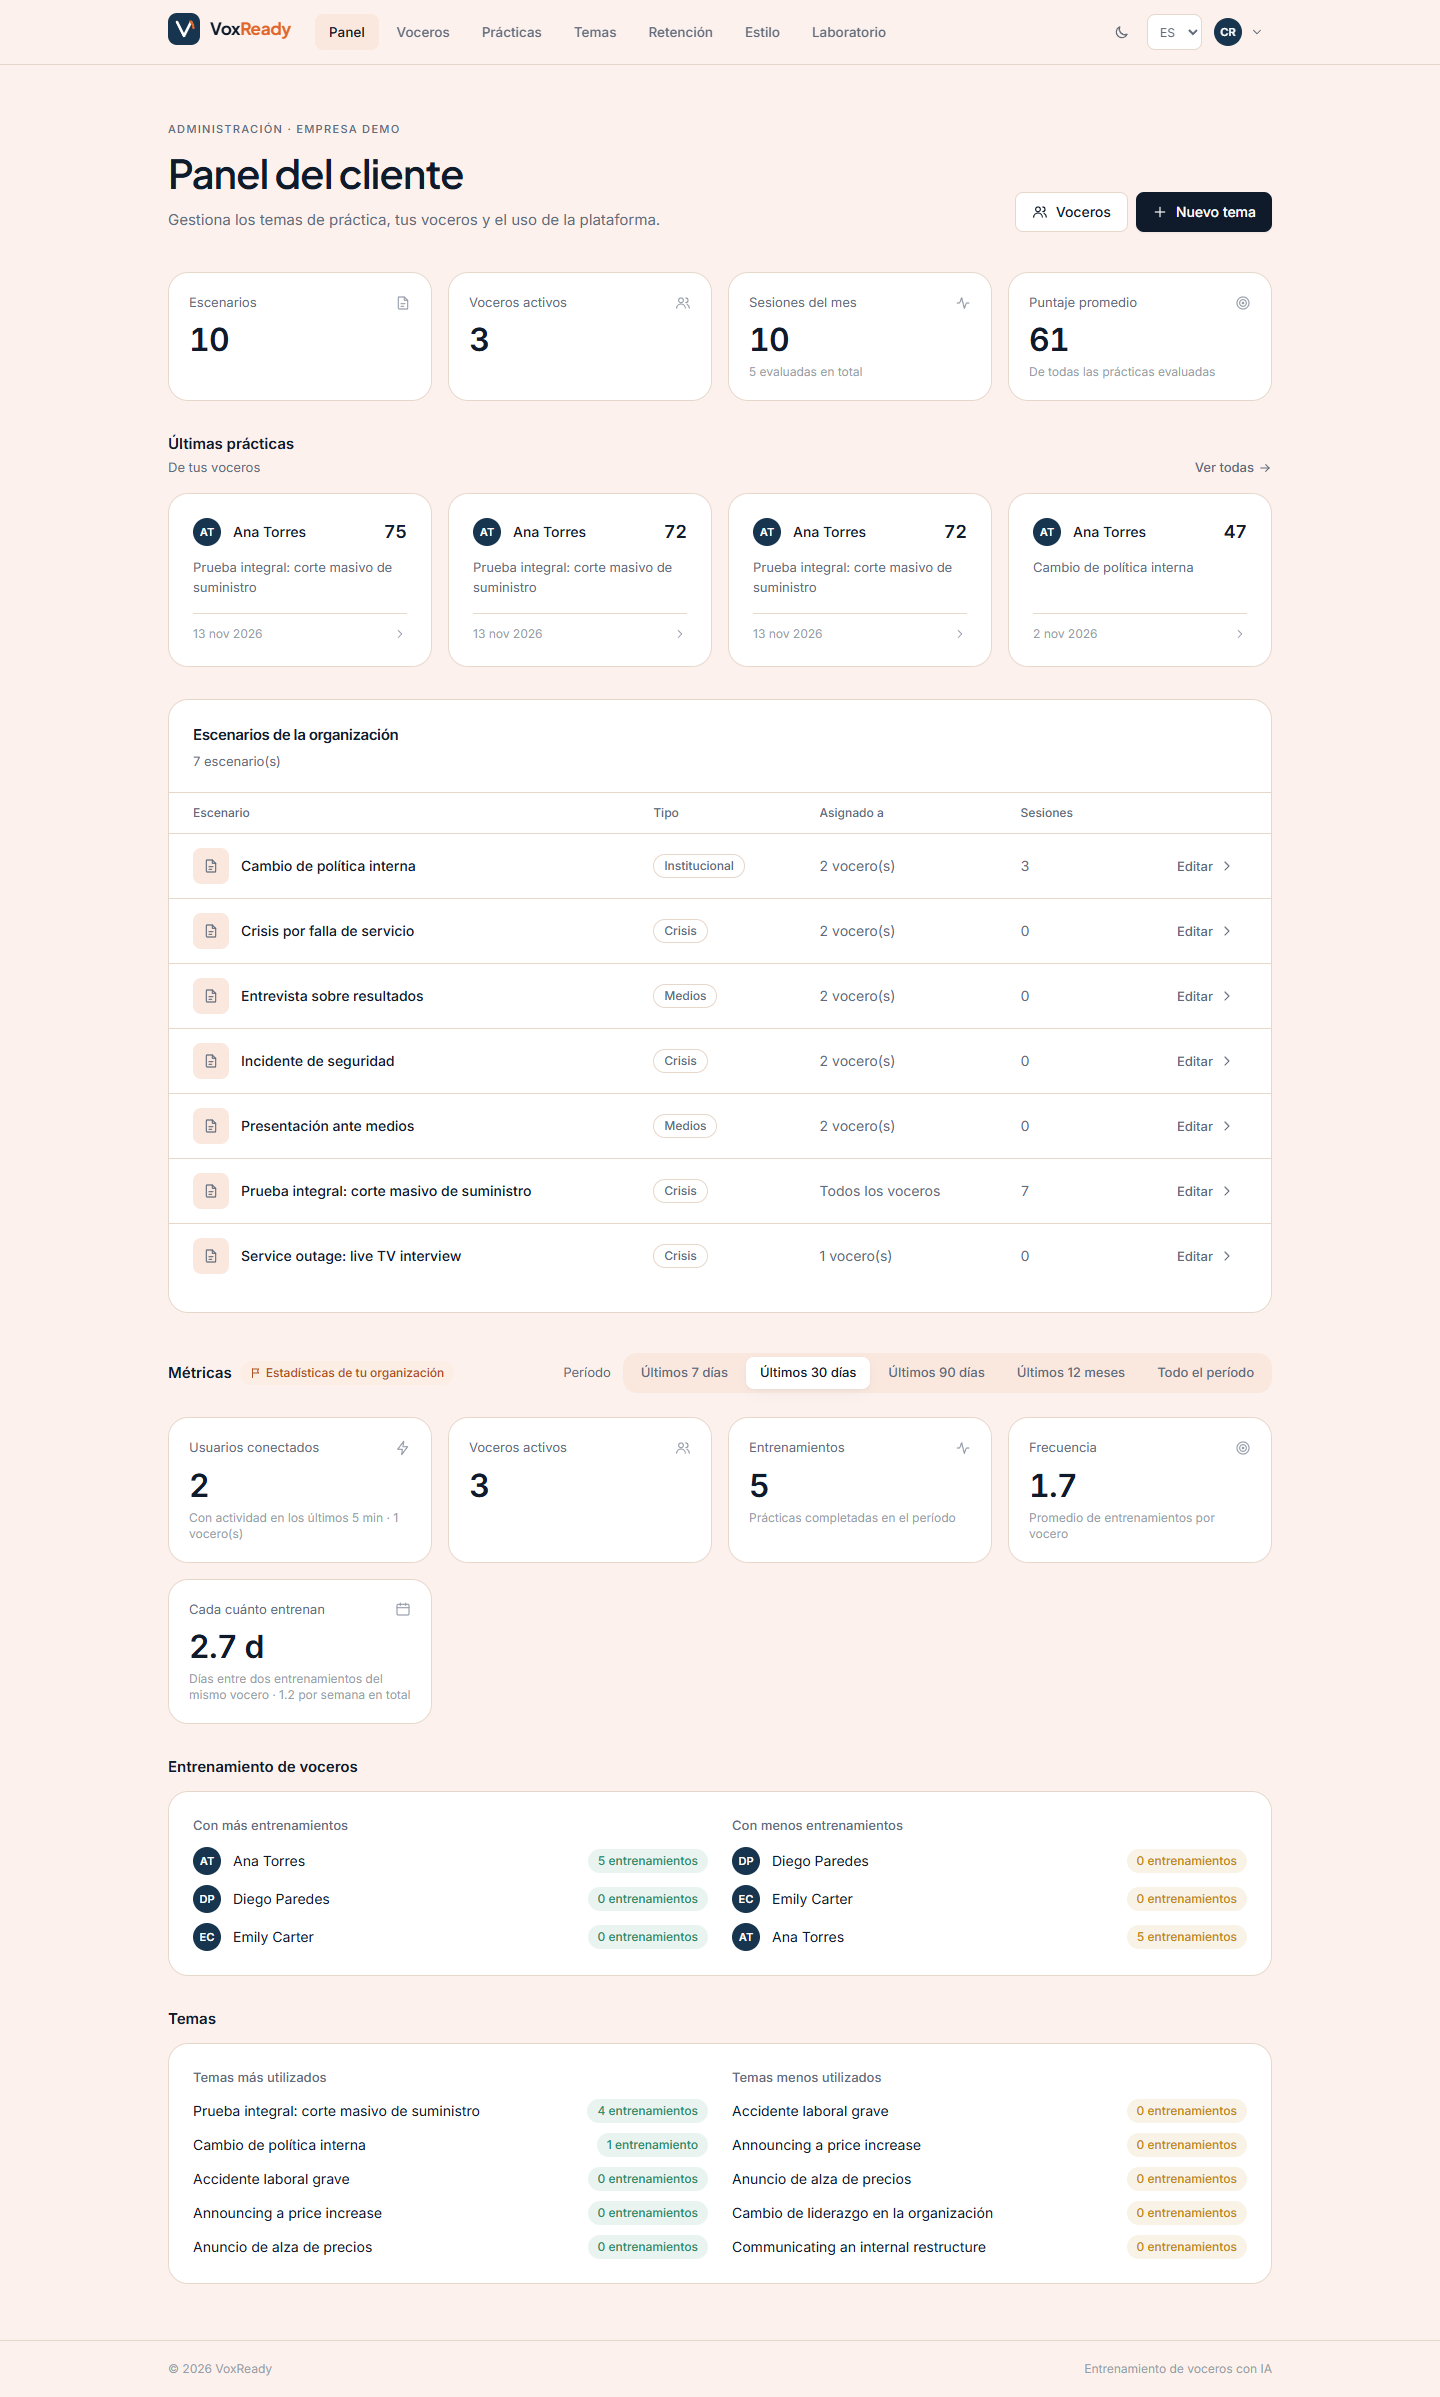 VoxReady
Panel
Voceros
Prácticas
Temas
Retención
Estilo
Laboratorio
ES
CR
ADMINISTRACIÓN · EMPRESA DEMO
Panel del cliente
Gestiona los temas de práctica, tus voceros y el uso de la plataforma.
Voceros
Nuevo tema
Escenarios
10
Voceros activos
3
Sesiones del mes
10
5 evaluadas en total
Puntaje promedio
61
De todas las prácticas evaluadas
Últimas prácticas
De tus voceros
Ver todas →
AT Ana Torres 75
Prueba integral: corte masivo de
suministro
13 nov 2026
AT Ana Torres 72
Prueba integral: corte masivo de
suministro
13 nov 2026
AT Ana Torres 72
Prueba integral: corte masivo de
suministro
13 nov 2026
AT Ana Torres 47
Cambio de política interna
2 nov 2026
Escenarios de la organización
7 escenario(s)
Escenario Tipo Asignado a Sesiones
Cambio de política interna Institucional 2 vocero(s) 3 Editar
Crisis por falla de servicio Crisis 2 vocero(s) 0 Editar
Entrevista sobre resultados Medios 2 vocero(s) 0 Editar
Incidente de seguridad Crisis 2 vocero(s) 0 Editar
Presentación ante medios Medios 2 vocero(s) 0 Editar
Prueba integral: corte masivo de suministro Crisis Todos los voceros 7 Editar
Service outage: live TV interview Crisis 1 vocero(s) 0 Editar
Métricas
Estadísticas de tu organización
Período
Últimos 7 días
Últimos 30 días
Últimos 90 días
Últimos 12 meses
Todo el período
Usuarios conectados
2
Con actividad en los últimos 5 min · 1
vocero(s)
Voceros activos
3
Entrenamientos
5
Prácticas completadas en el período
Frecuencia
1.7
Promedio de entrenamientos por
vocero
Cada cuánto entrenan
2.7 d
Días entre dos entrenamientos del
mismo vocero · 1.2 por semana en total
Entrenamiento de voceros
Con más entrenamientos
AT Ana Torres 5 entrenamientos
DP Diego Paredes 0 entrenamientos
EC Emily Carter 0 entrenamientos
Con menos entrenamientos
DP Diego Paredes 0 entrenamientos
EC Emily Carter 0 entrenamientos
AT Ana Torres 5 entrenamientos
Temas
Temas más utilizados
Prueba integral: corte masivo de suministro 4 entrenamientos
Cambio de política interna 1 entrenamiento
Accidente laboral grave 0 entrenamientos
Announcing a price increase 0 entrenamientos
Anuncio de alza de precios 0 entrenamientos
Temas menos utilizados
Accidente laboral grave 0 entrenamientos
Announcing a price increase 0 entrenamientos
Anuncio de alza de precios 0 entrenamientos
Cambio de liderazgo en la organización 0 entrenamientos
Communicating an internal restructure 0 entrenamientos
© 2026 VoxReady
Entrenamiento de voceros con IA